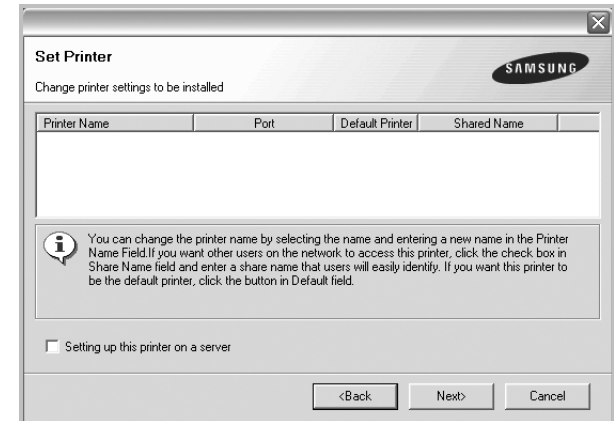 Set Printer
SAMSUNG
Change printer settings to be installed
Printer Name Port Default Printer Shared Name
You can change the printer name by selecting the name and entering a new name in the Printer
Name Field.If you want other users on the network to access this printer, click the check box in
Share Name field and enter a share name that users will easily identify. If you want this printer to
be the default printer, click the button in Default field.
Setting up this printer on a server
<Back Next> Cancel